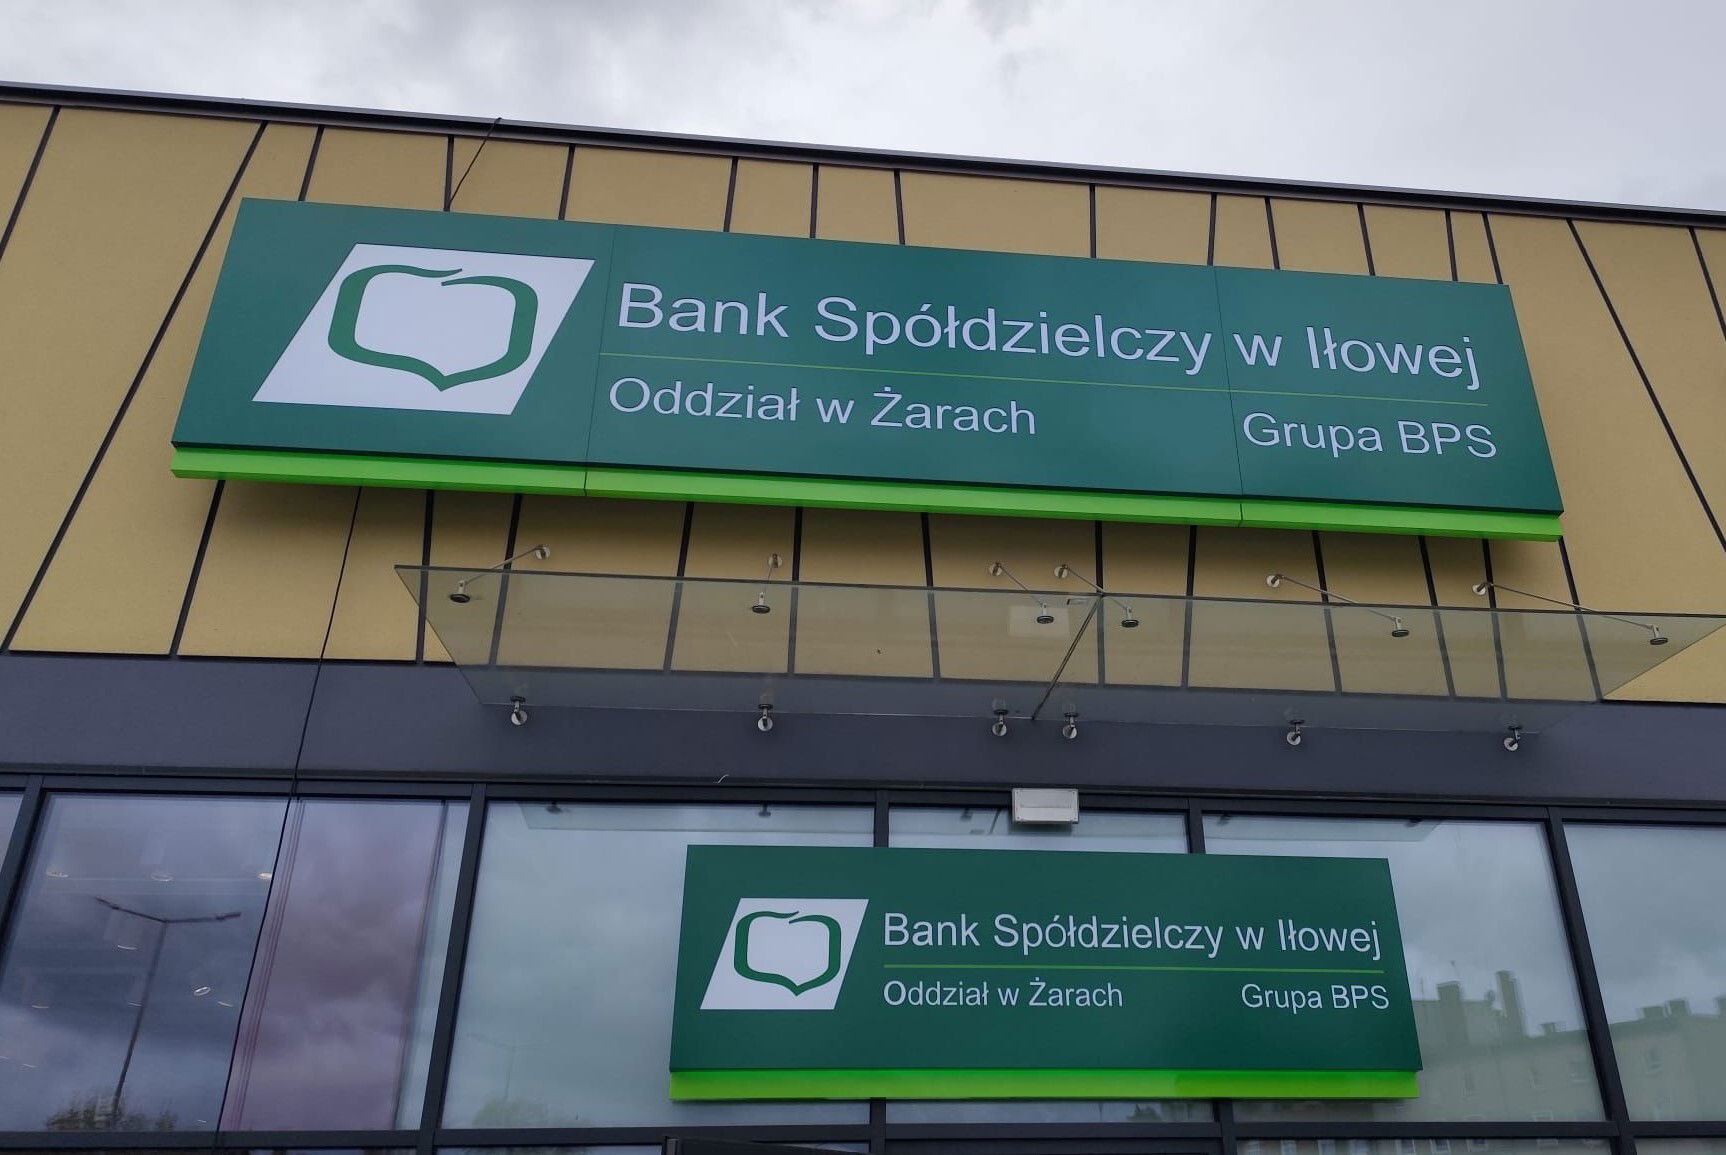 Bank Spółdzielczy w Iłowej
Oddział w Żarach Grupa BPS
Bank Spółdzielczy w Iłowej
Oddział w Żarach Grupa BPS